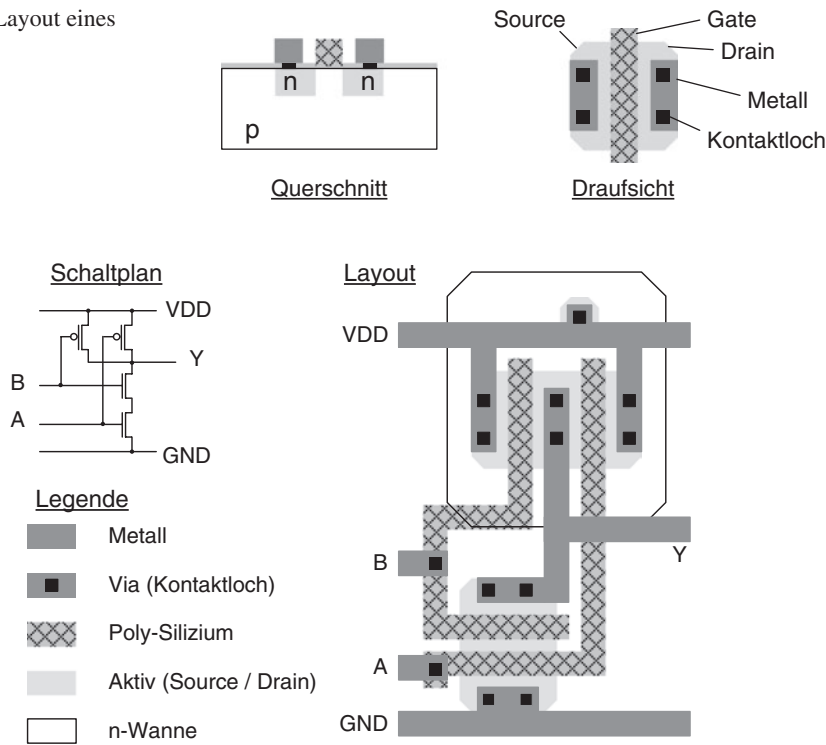 Layout eines
n
n
p
Querschnitt
Source
Gate
Drain
Metall
Kontaktloch
Draufsicht
Schaltplan
VDD
Y
B
A
GND
Legende
Metall
Via (Kontaktloch)
Poly-Silizium
Aktiv (Source / Drain)
n-Wanne
Layout
VDD
B
Y
A
GND